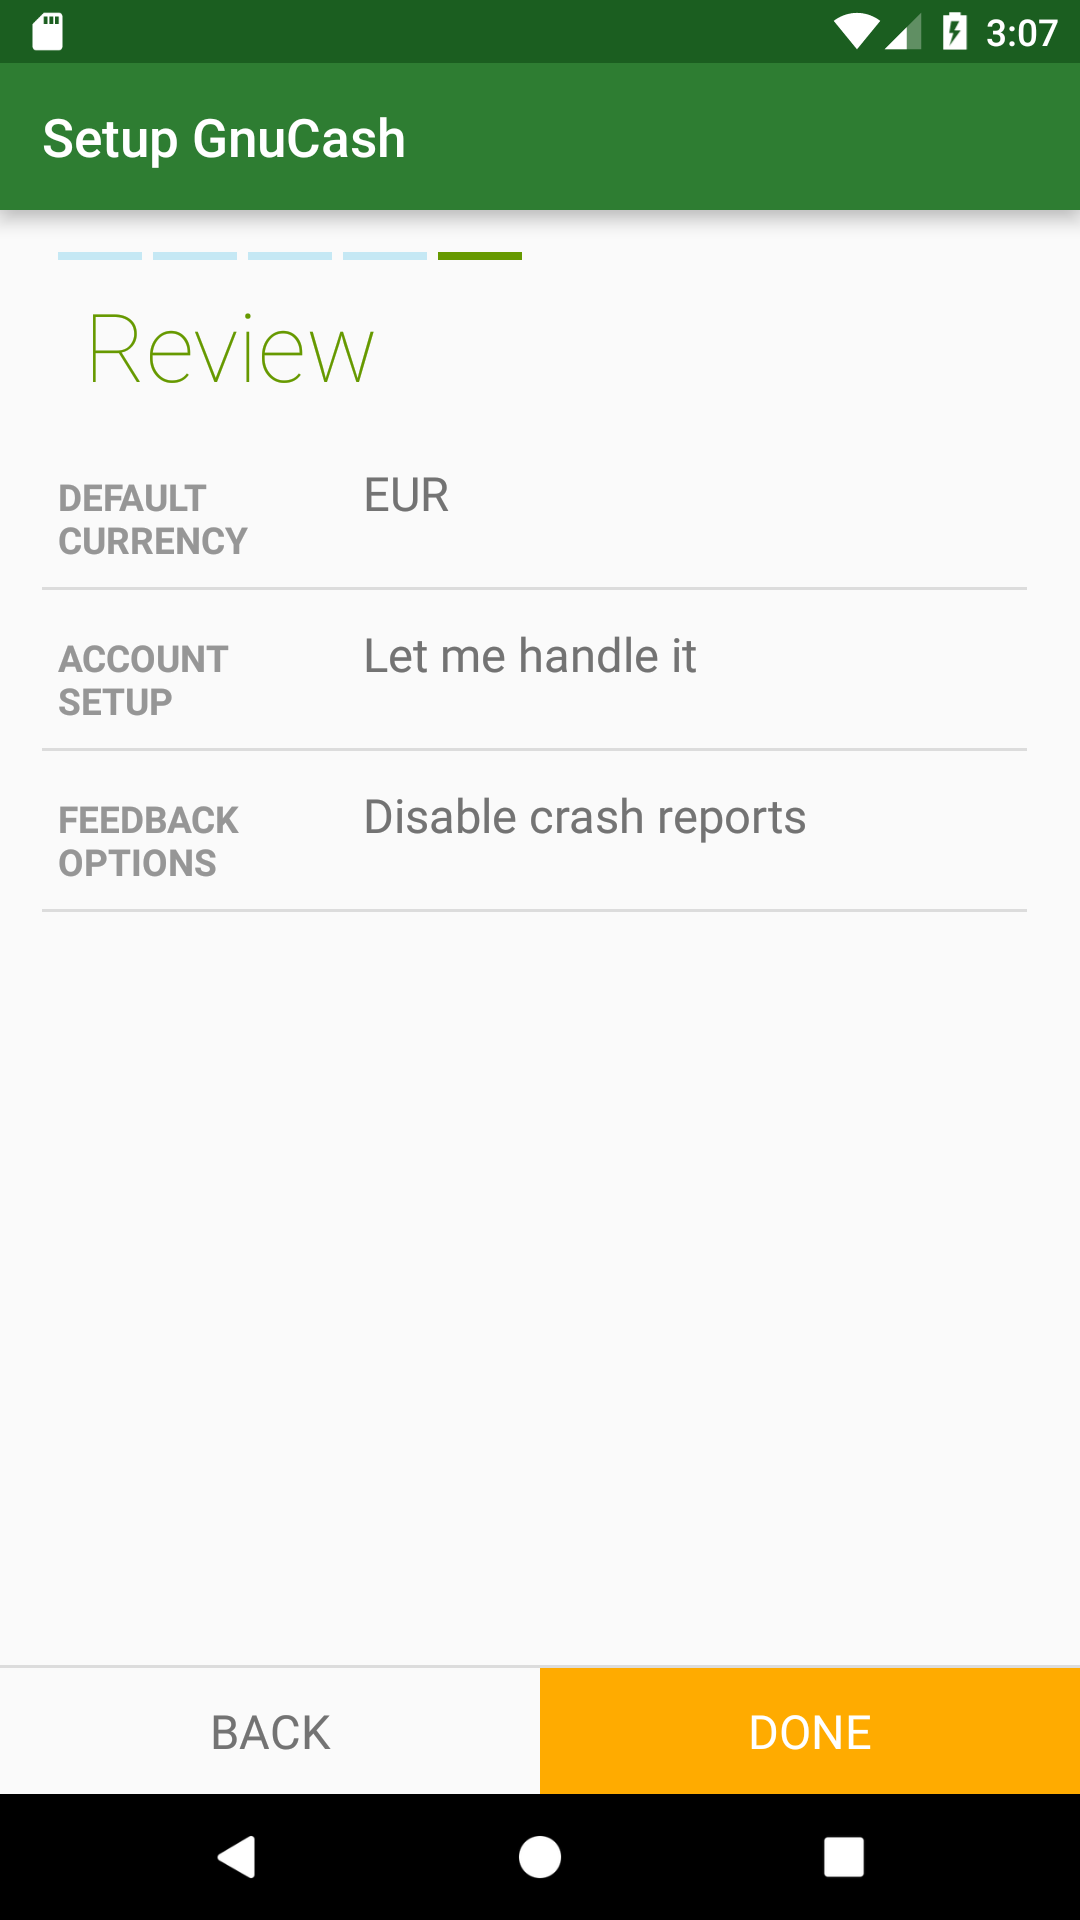 3:07
Setup GnuCash
Review
DEFAULT
CURRENCY
EUR
ACCOUNT
SETUP
Let me handle it
FEEDBACK
OPTIONS
Disable crash reports
BACK
DONE